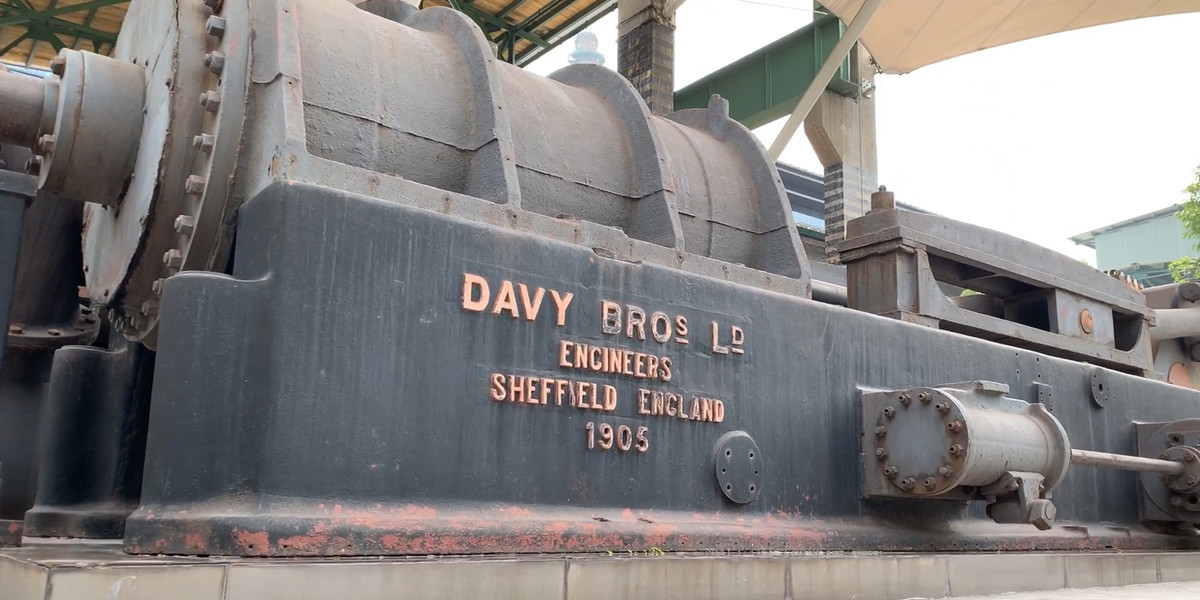 DAVY BROS LD
ENGINEERS
SHEFFIELD ENGLAND
1905